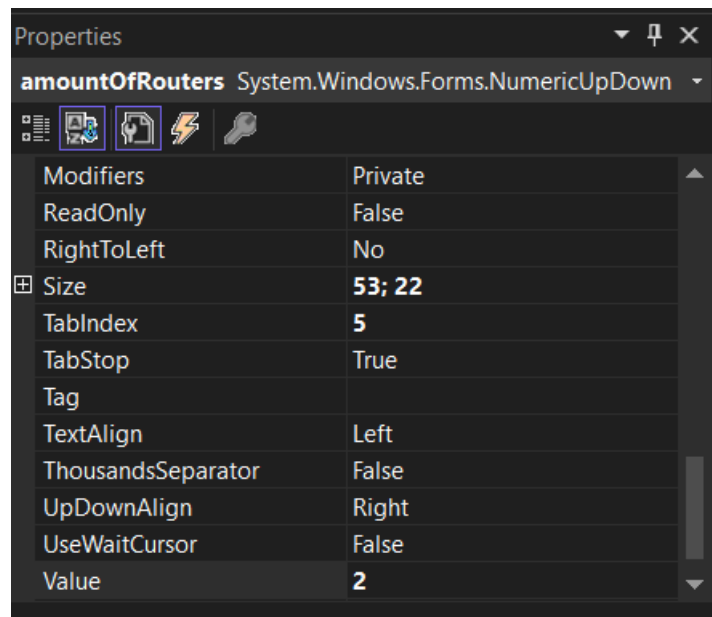 Properties
amountOfRouters System.Windows.Forms.NumericUpDown
Modifiers Private
ReadOnly False
RightToLeft No
Size 53; 22
TabIndex 5
TabStop True
Tag
TextAlign Left
ThousandsSeparator False
UpDownAlign Right
UseWaitCursor False
Value 2